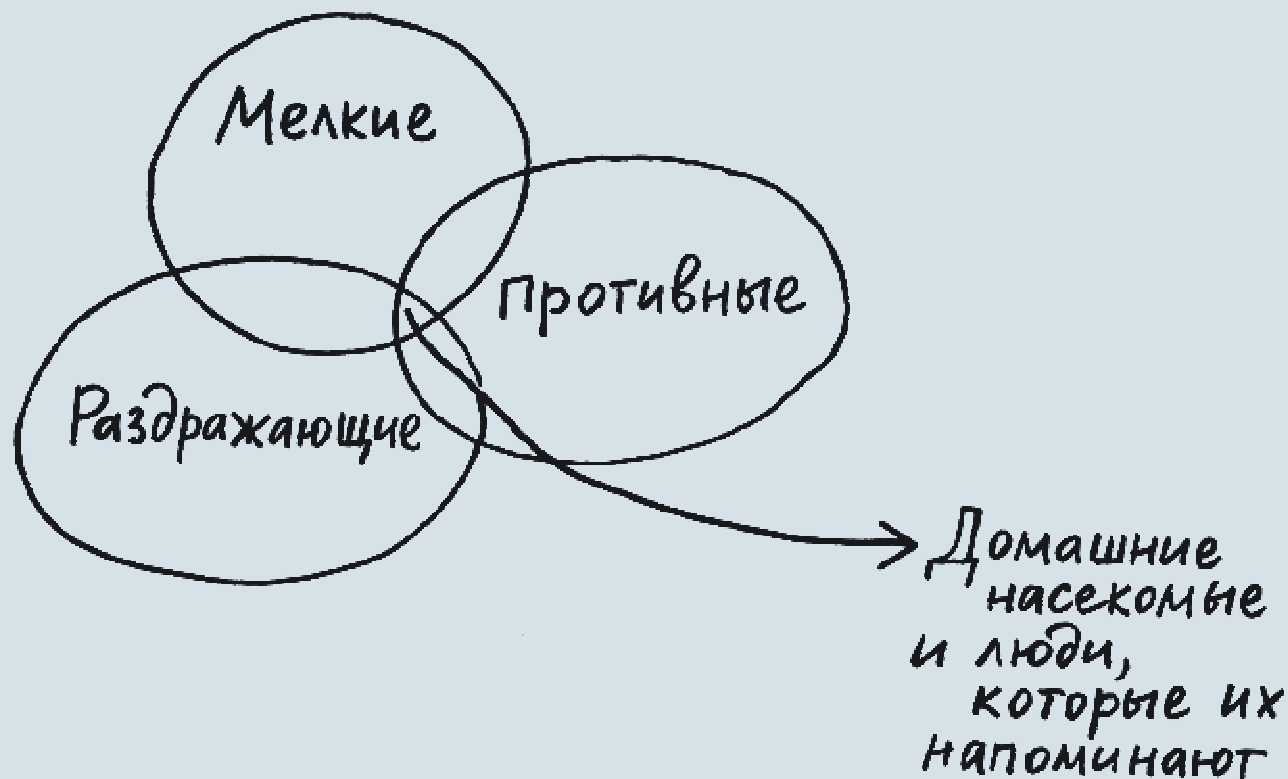 Мелкие
противные
Раздражающие
Домашние
насекомые
и люди,
которые их
напоминают